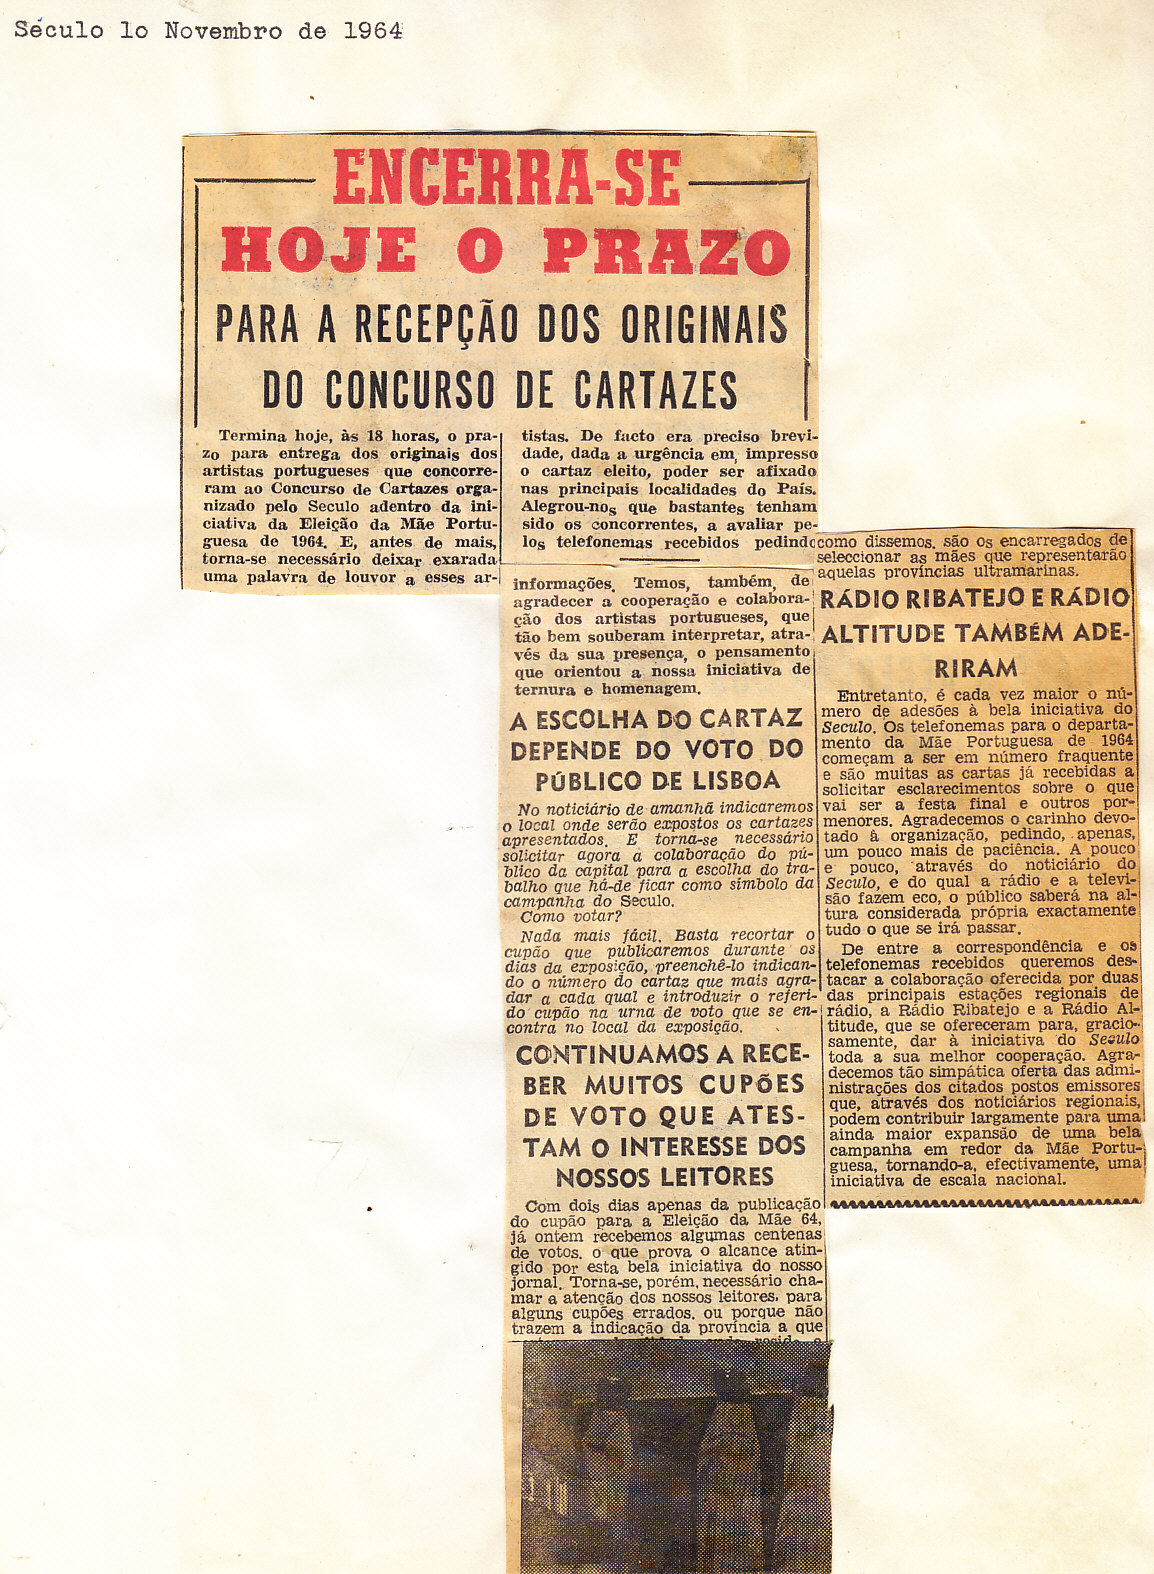 Século 1o Novembro de 1964
ENCERRA-SE
HOJE O PRAZO
PARA A RECEPÇÃO DOS ORIGINAIS
DO CONCURSO DE CARTAZES
Termina hoje, às 18 horas, o pra-
zo para entrega dos originais dos
artistas portugueses que concorre-
ram ao Concurso de Cartazes orga-
nizado pelo Seculo adentro da ini-
ciativa da Eleição da Mãe Portu-
guesa de 1964. E, antes de mais,
torna-se necessário deixar exarada
uma palavra de louvor a esses ar-
tistas. De facto era preciso brevi-
dade, dada a urgência em, impresso
o cartaz eleito, poder ser afixado
nas principais localidades do País.
Alegrou-nos que bastantes tenham
sido os concorrentes, a avaliar pe-
los telefonemas recebidos pedindo
informações. Temos, também, de
agradecer a cooperação e colabora-
ção dos artistas portugueses, que
tão bem souberam interpretar, atra-
vés da sua presença, o pensamento
que orientou a nossa iniciativa de
ternura e homenagem.
A ESCOLHA DO CARTAZ
DEPENDE DO VOTO DO
PÚBLICO DE LISBOA
No noticiário de amanhã indicaremos
o local onde serão expostos os cartazes
apresentados. E torna-se necessário
solicitar agora a colaboração do pú-
blico da capital para a escolha do tra-
balho que há-de ficar como símbolo da
campanha do Seculo.
Como votar?
Nada mais fácil. Basta recortar o
cupão que publicaremos durante os
dias da exposição, preenchê-lo indican-
do o número do cartaz que mais agra-
dar a cada qual e introduzir o referi-
do cupão na urna de voto que se en-
contra no local da exposição.
CONTINUAMOS A RECE-
BER MUITOS CUPÕES
DE VOTO QUE ATES-
TAM O INTERESSE DOS
NOSSOS LEITORES
Com dois dias apenas da publicação
do cupão para a Eleição da Mãe 64,
já ontem recebemos algumas centenas
de votos. o que prova o alcance atin-
gido por esta bela iniciativa do nosso
jornal. Torna-se, porém, necessário cha-
mar a atenção dos nossos leitores. para
alguns cupões errados. ou porque não
trazem a indicação da província a que
como dissemos. são os encarregados de
seleccionar as mães que representarão
aquelas províncias ultramarinas.
RÁDIO RIBATEJO E RÁDIO
ALTITUDE TAMBÉM ADE-
RIRAM
Entretanto, é cada vez maior o nú-
mero de adesões à bela iniciativa do
Seculo. Os telefonemas para o departa-
mento da Mãe Portuguesa de 1964
começam a ser em número fraqüente
e são muitas as cartas já recebidas a
solicitar esclarecimentos sobre o que
vai ser a festa final e outros por-
menores. Agradecemos o carinho devo-
tado à organização, pedindo, apenas,
um pouco mais de paciência. A pouco
e pouco, através do noticiário do
Seculo, e do qual a rádio e a televi-
são fazem eco, o público saberá na al-
tura considerada própria exactamente
tudo o que se irá passar.
De entre a correspondência e os
telefonemas recebidos queremos des-
tacar a colaboração oferecida por duas
das principais estações regionais de
rádio, a Rádio Ribatejo e a Rádio Al-
titude, que se ofereceram para, gracio-
samente, dar à iniciativa do Seculo
toda a sua melhor cooperação. Agra-
decemos tão simpática oferta das admi-
nistrações dos citados postos emissores
que, através dos noticiários regionais,
podem contribuir largamente para uma
ainda maior expansão de uma bela
campanha em redor da Mãe Portu-
guesa, tornando-a, efectivamente, uma
iniciativa de escala nacional.